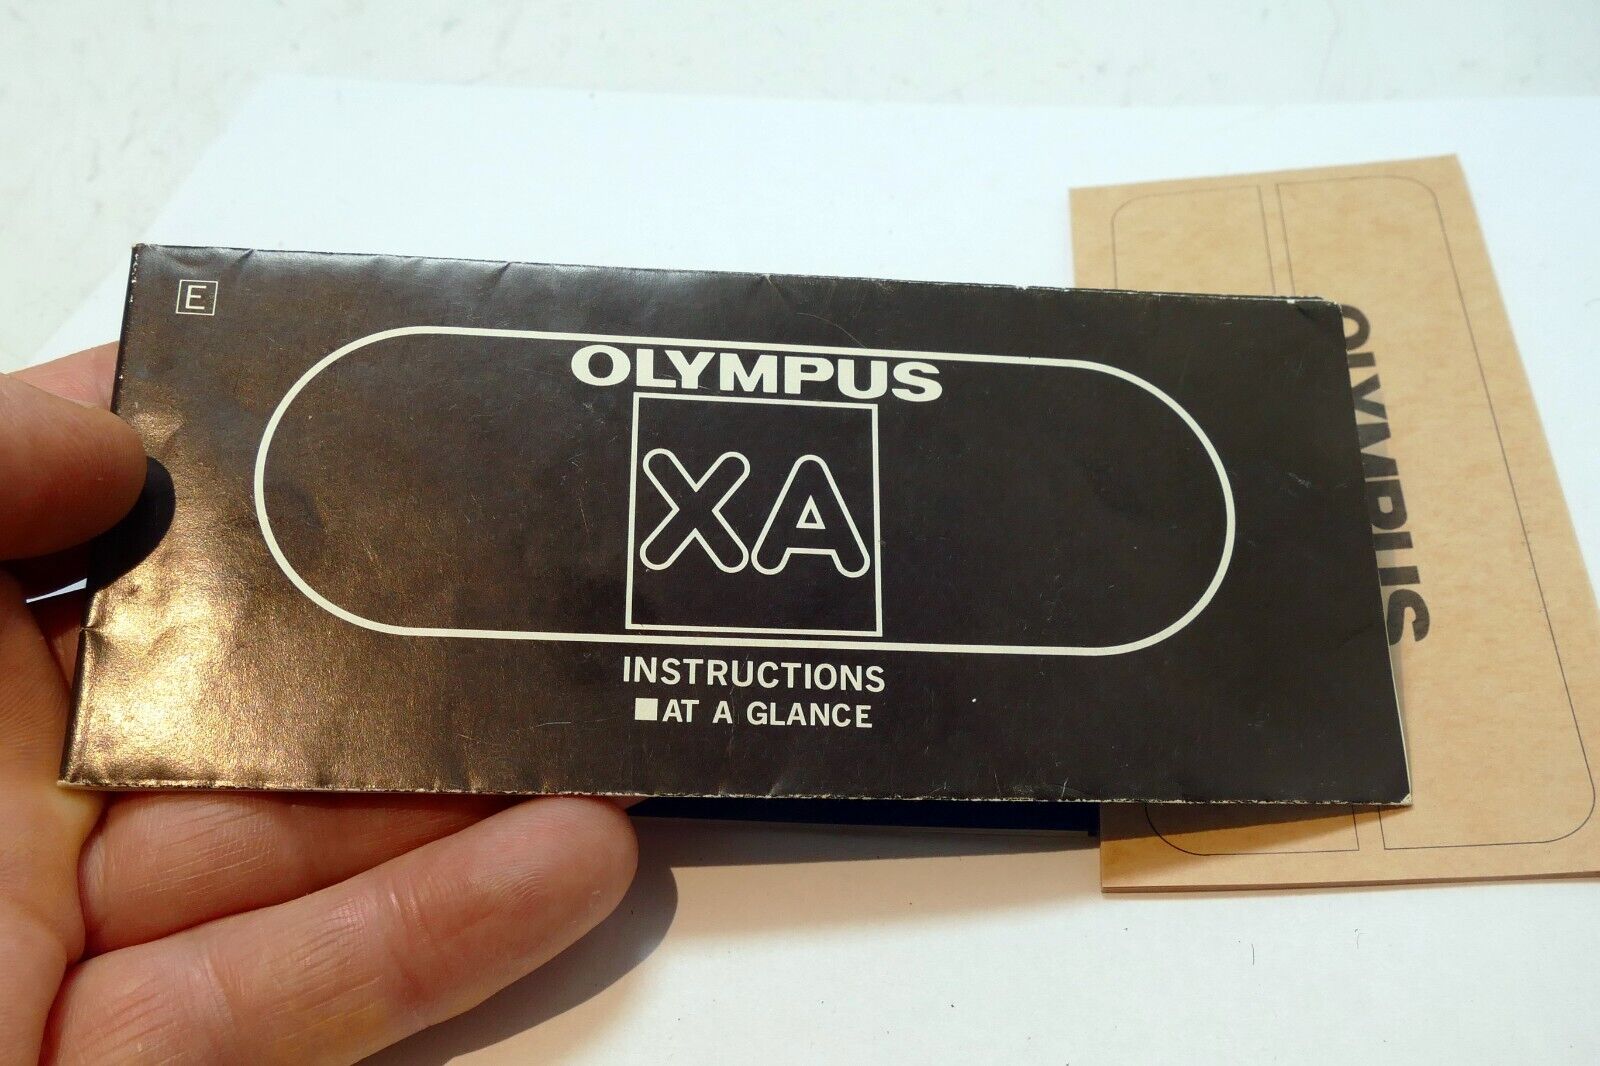 E
OLYMPUS
XA
INSTRUCTIONS
■AT A GLANCE
OLYMPUS